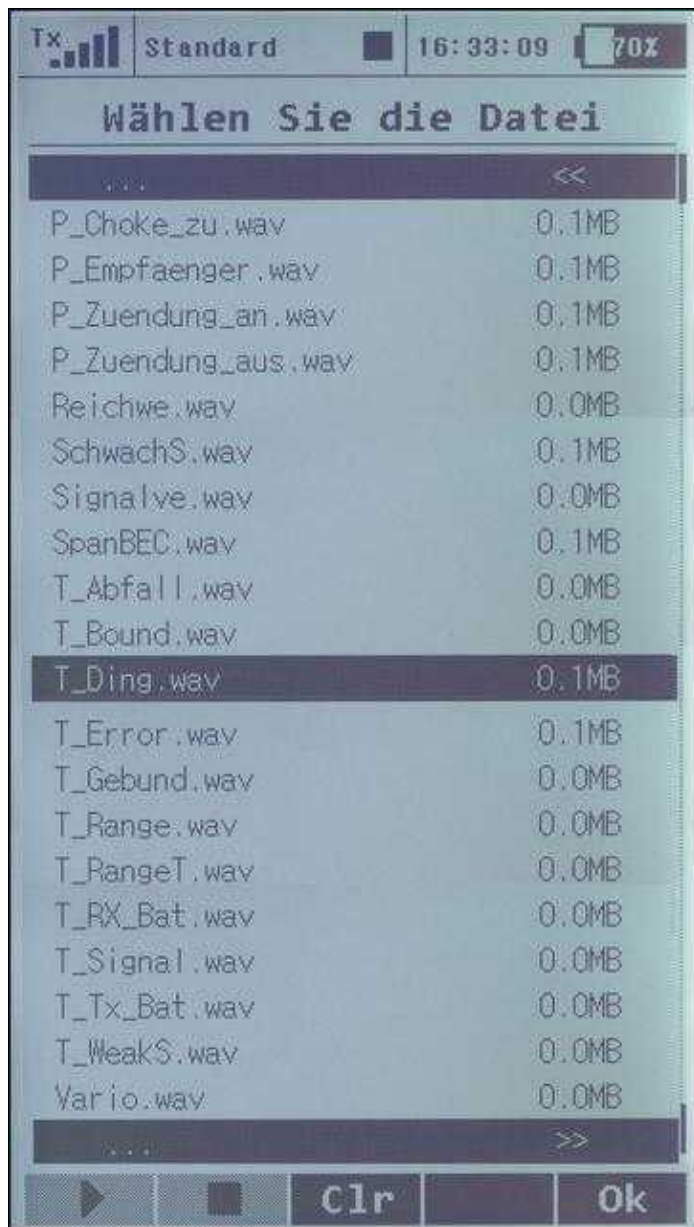 Tx Standard 16:33:09 70%
Wählen Sie die Datei
... <<
P_Choke_zu.wav 0.1MB
P_Empfaenger.wav 0.1MB
P_Zuendung_an.wav 0.1MB
P_Zuendung_aus.wav 0.1MB
Reichwe.wav 0.0MB
SchwachS.wav 0.1MB
Signalve.wav 0.0MB
SpanBEC.wav 0.1MB
T_Abfall.wav 0.0MB
T_Bound.wav 0.0MB
T_Ding.wav 0.1MB
T_Error.wav 0.1MB
T_Gebund.wav 0.0MB
T_Range.wav 0.0MB
T_RangeT.wav 0.0MB
T_RX_Bat.wav 0.0MB
T_Signal.wav 0.0MB
T_Tx_Bat.wav 0.0MB
T_WeakS.wav 0.0MB
Vario.wav 0.0MB
... >>
Clr Ok